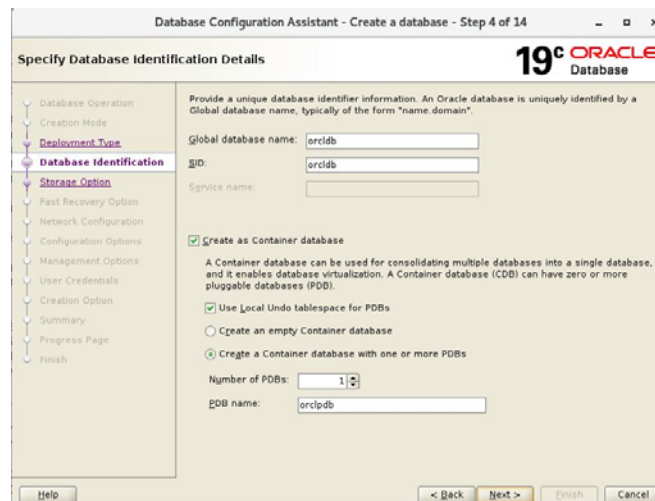 Database Configuration Assistant - Create a database - Step 4 of 14
Specify Database Identification Details
19c ORACLE
Database
Database Operation
Creation Mode
Deployment Type
Database Identification
Storage Option
Fast Recovery Option
Network Configuration
Configuration Options
Management Options
User Credentials
Creation Option
Summary
Progress Page
Finish
Provide a unique database identifier information. An Oracle database is uniquely identified by a
Global database name, typically of the form "name.domain".
Global database name: orcldb
SID: orcldb
Service name:
Create as Container database
A Container database can be used for consolidating multiple databases into a single database,
and it enables database virtualization. A Container database (CDB) can have zero or more
pluggable databases (PDB).
Use Local Undo tablespace for PDBs
Create an empty Container database
Create a Container database with one or more PDBs
Number of PDBs: 1
PDB name: orclpdb
Help
< Back
Next >
Finish
Cancel